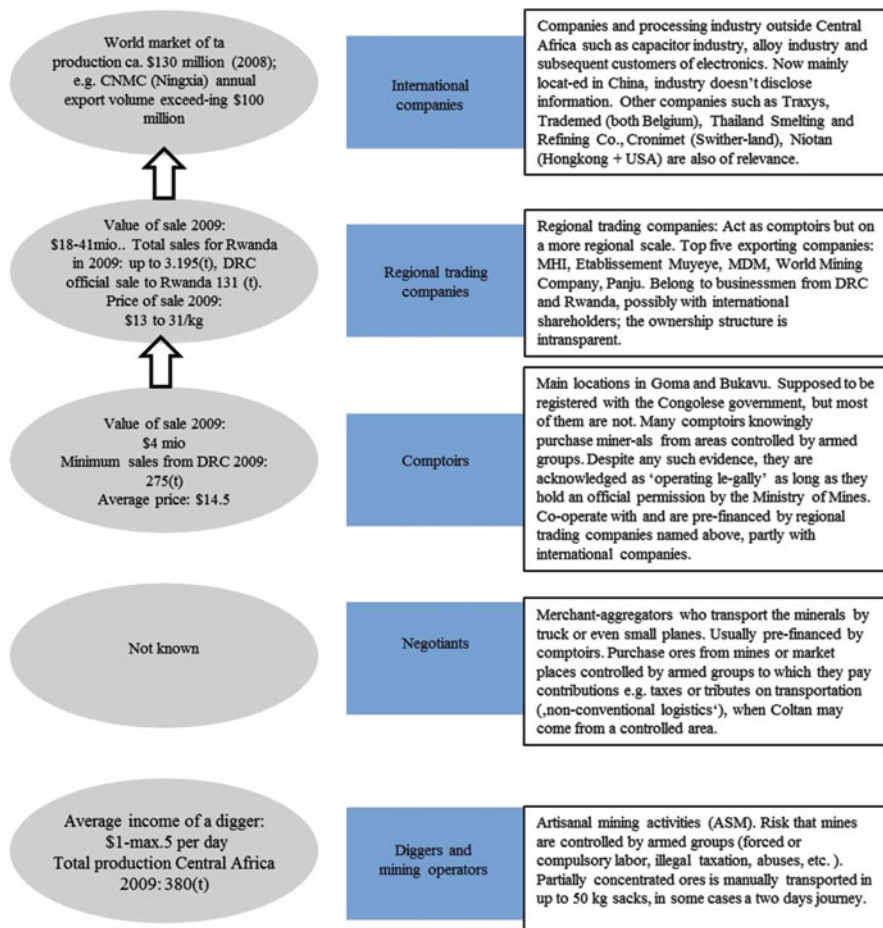 World market of ta
production ca. $130 million (2008);
e.g. CNMC (Ningxia) annual
export volume exceed-ing $100
million
International
companies
Companies and processing industry outside Central
Africa such as capacitor industry, alloy industry and
subsequent customers of electronics. Now mainly
locat-ed in China, industry doesn't disclose
information. Other companies such as Traxys,
Trademed (both Belgium), Thailand Smelting and
Refining Co., Cronimet (Swither-land), Niotan
(Hongkong + USA) are also of relevance.
Value of sale 2009:
$18-41mio.. Total sales for Rwanda
in 2009: up to 3.195(t), DRC
official sale to Rwanda 131 (t).
Price of sale 2009:
$13 to 31/kg
Regional trading
companies
Regional trading companies: Act as comptoirs but on
a more regional scale. Top five exporting companies:
MHI, Etablissement Muyeye, MDM, World Mining
Company, Panju. Belong to businessmen from DRC
and Rwanda, possibly with international
shareholders; the ownership structure is
intransparent.
Value of sale 2009:
$4 mio
Minimum sales from DRC 2009:
275(t)
Average price: $14.5
Comptoirs
Main locations in Goma and Bukavu. Supposed to be
registered with the Congolese government, but most
of them are not. Many comptoirs knowingly
purchase miner-als from areas controlled by armed
groups. Despite any such evidence, they are
acknowledged as 'operating le-gally' as long as they
hold an official permission by the Ministry of Mines.
Co-operate with and are pre-financed by regional
trading companies named above, partly with
international companies.
Not known
Negotiants
Merchant-aggregators who transport the minerals by
truck or even small planes. Usually pre-financed by
comptoirs. Purchase ores from mines or market
places controlled by armed groups to which they pay
contributions e.g. taxes or tributes on transportation
(‚non-conventional logistics‘), when Coltan may
come from a controlled area.
Average income of a digger:
$1-max.5 per day
Total production Central Africa
2009: 380(t)
Diggers and
mining operators
Artisanal mining activities (ASM). Risk that mines
are controlled by armed groups (forced or
compulsory labor, illegal taxation, abuses, etc. ).
Partially concentrated ores is manually transported in
up to 50 kg sacks, in some cases a two days journey.